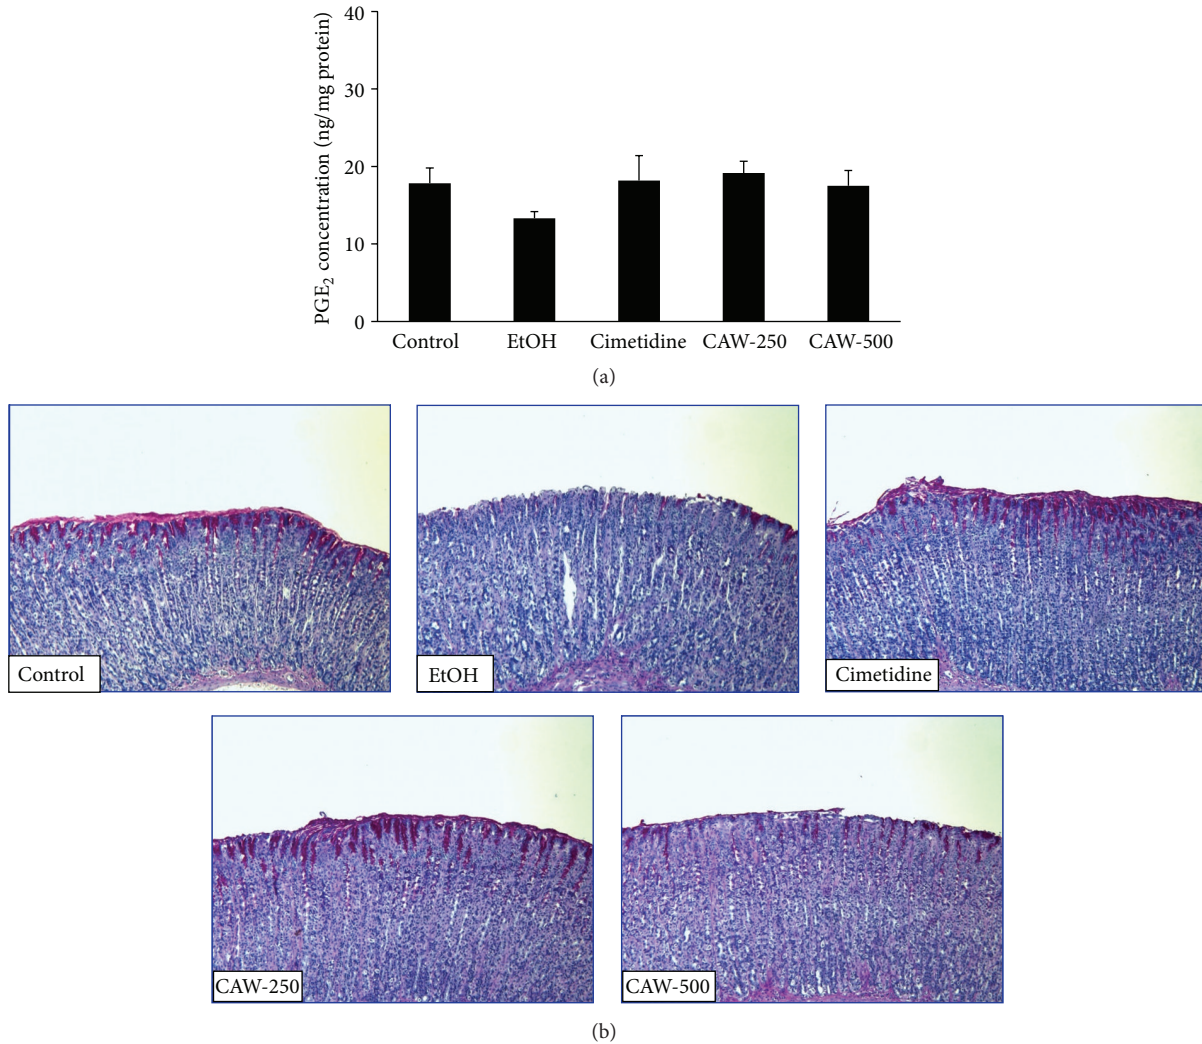 40
30
20
10
0
PGE₂ concentration (ng/mg protein)
Control EtOH Cimetidine CAW-250 CAW-500
(a)
Control
EtOH
Cimetidine
CAW-250
CAW-500
(b)